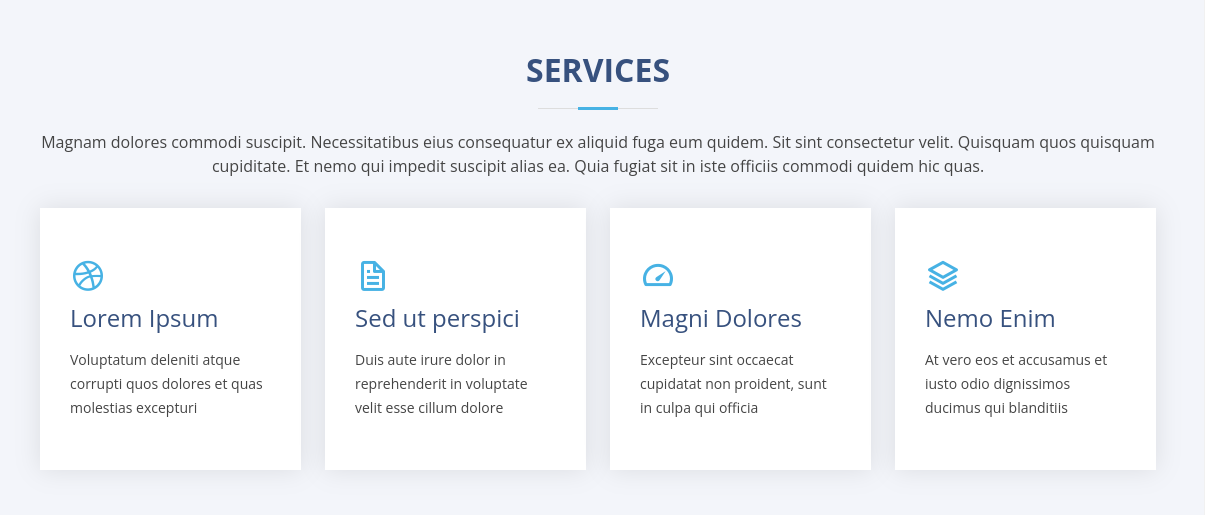 SERVICES
Magnam dolores commodi suscipit. Necessitatibus eius consequatur ex aliquid fuga eum quidem. Sit sint consectetur velit. Quisquam quos quisquam
cupiditate. Et nemo qui impedit suscipit alias ea. Quia fugiat sit in iste officiis commodi quidem hic quas.
Lorem Ipsum
Voluptatum deleniti atque
corrupti quos dolores et quas
molestias excepturi
Sed ut perspici
Duis aute irure dolor in
reprehenderit in voluptate
velit esse cillum dolore
Magni Dolores
Excepteur sint occaecat
cupidatat non proident, sunt
in culpa qui officia
Nemo Enim
At vero eos et accusamus et
iusto odio dignissimos
ducimus qui blanditiis